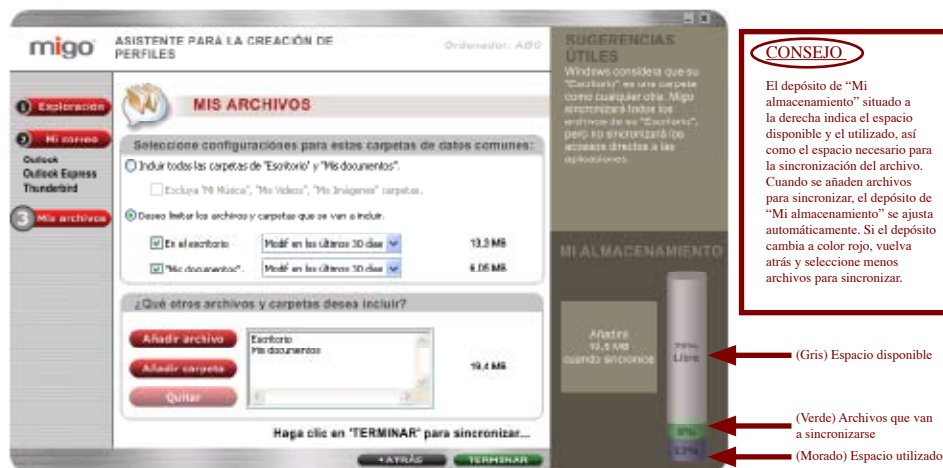 migo
ASISTENTE PARA LA CREACIÓN DE
PERFILES
Ordenador: ABG
1 Exploración
2 Mi correo
Outlook
Outlook Express
Thunderbird
3 Mis archivos
MIS ARCHIVOS
Seleccione configuraciónes para estas carpetas de datos comunes:
Induir todas las carpetas de "Escritorio' y "Mis documentos".
Excluya "Mi Música", "Mis Videos", "Mis Imágenes" carpetas.
Deseo limitar los archivos y carpetas que se van a incluir.
En el escritorio
Modif en los últimos 30 días
13,3 MB
"Mis documentos".
Modif en los últimos 30 días
6,05 MB
¿Qué otros archivos y carpetas desea incluir?
Añadir archivo
Añadir carpeta
Quitar
Escritorio
Mis documentos
19,4 MB
Haga clic en "TERMINAR" para sincronizar...
ATRÁS
TERMINAR
SUGERENCIAS
ÚTILES
Windows considera que su
"Escritorio" es una carpeta
como cualquier otra. Migo
sincronizará todos los
archivos de su "Escritorio",
pero no sincronizará los
accesos directos a las
aplicaciones.
MI ALMACENAMIENTO
Añadirá
cuando sincronice
Libre
CONSEJO
El depósito de “Mi
almacenamiento” situado a
la derecha indica el espacio
disponible y el utilizado, así
como el espacio necesario para
la sincronización del archivo.
Cuando se añaden archivos
para sincronizar, el depósito de
“Mi almacenamiento” se ajusta
automáticamente. Si el depósito
cambia a color rojo, vuelva
atrás y seleccione menos
archivos para sincronizar.
(Gris) Espacio disponible
(Verde) Archivos que van
a sincronizarse
(Morado) Espacio utilizado